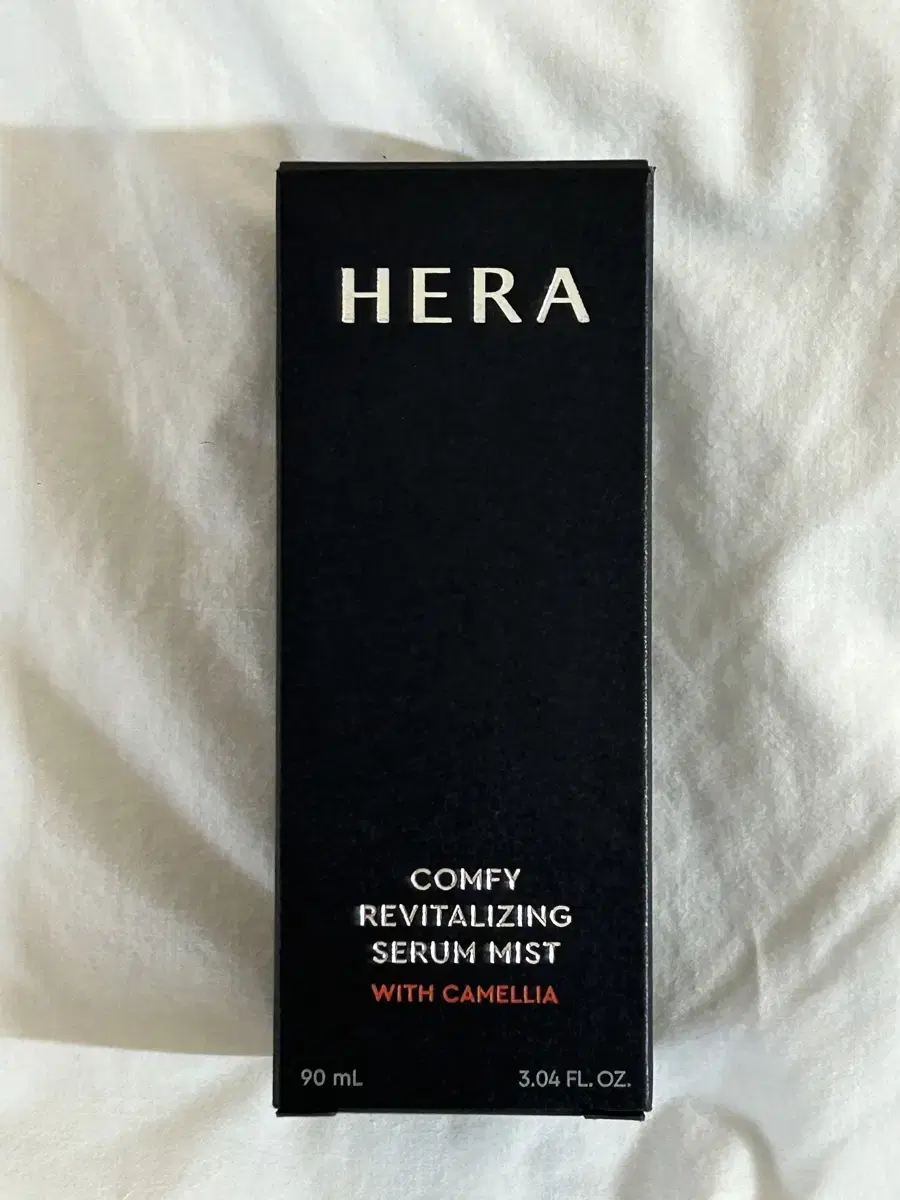 HERA
COMFY
REVITALIZING
SERUM MIST
WITH CAMELLIA
90 mL 3.04 FL. OZ.